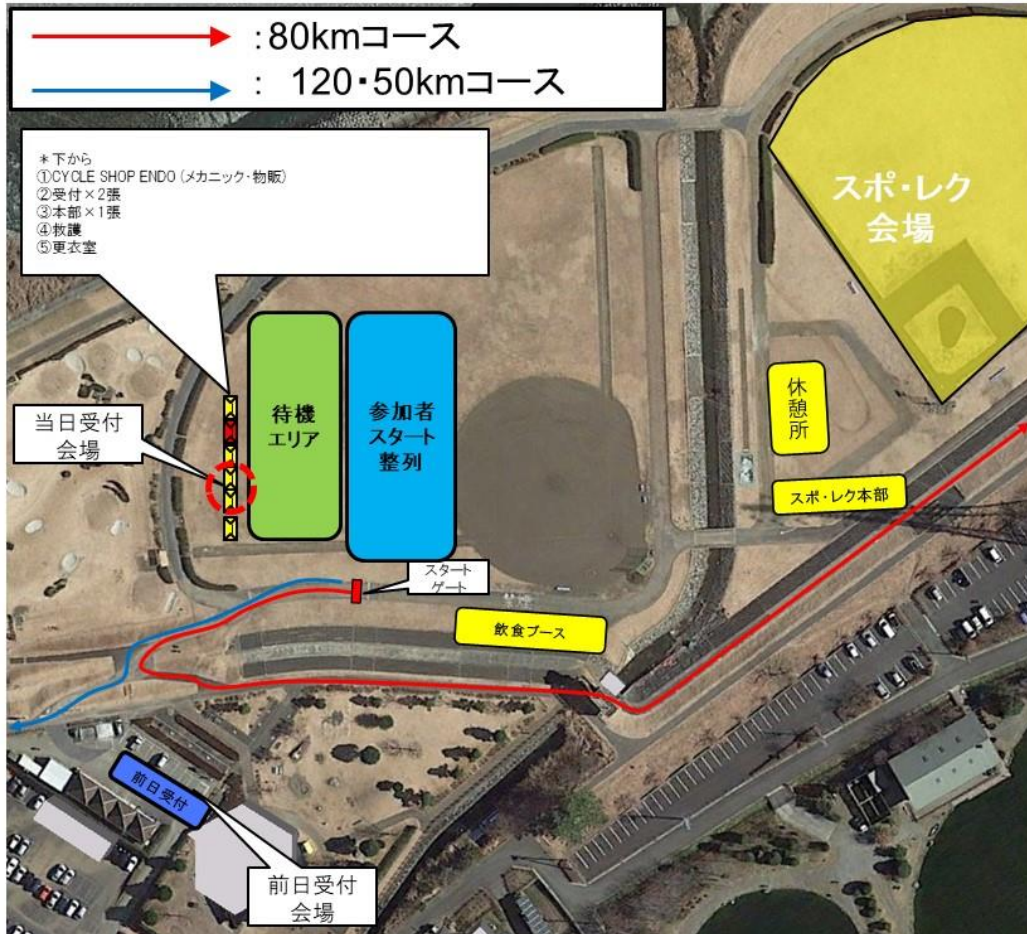 :80kmコース
: 120・50kmコース
＊下から
①CYCLE SHOP ENDO (メカニック・物販)
②受付×2張
③本部×1張
④救護
⑤更衣室
スポ・レク
会場
当日受付
会場
待機
エリア
参加者
スタート
整列
休憩所
スポ・レク本部
スタート
ゲート
飲食ブース
前日受付
前日受付
会場